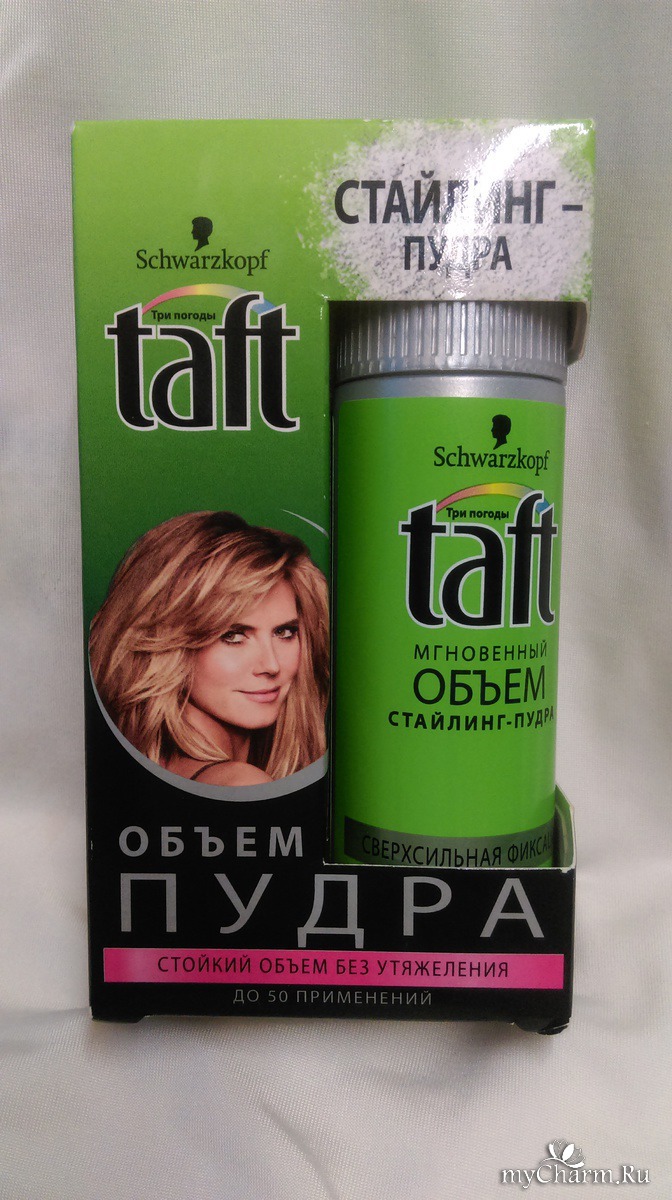 СТАЙЛИНГ-
ПУДРА
Schwarzkopf
Три погоды
taft
Schwarzkopf
Три погоды
taft
МГНОВЕННЫЙ
ОБЪЕМ
СТАЙЛИНГ-ПУДРА
СВЕРХСИЛЬНАЯ
ОБЪЕМ
ПУДРА
СТОЙКИЙ ОБЪЕМ БЕЗ УТЯЖЕЛЕНИЯ
ДО 50 ПРИМЕНЕНИЙ
myCharm.Ru